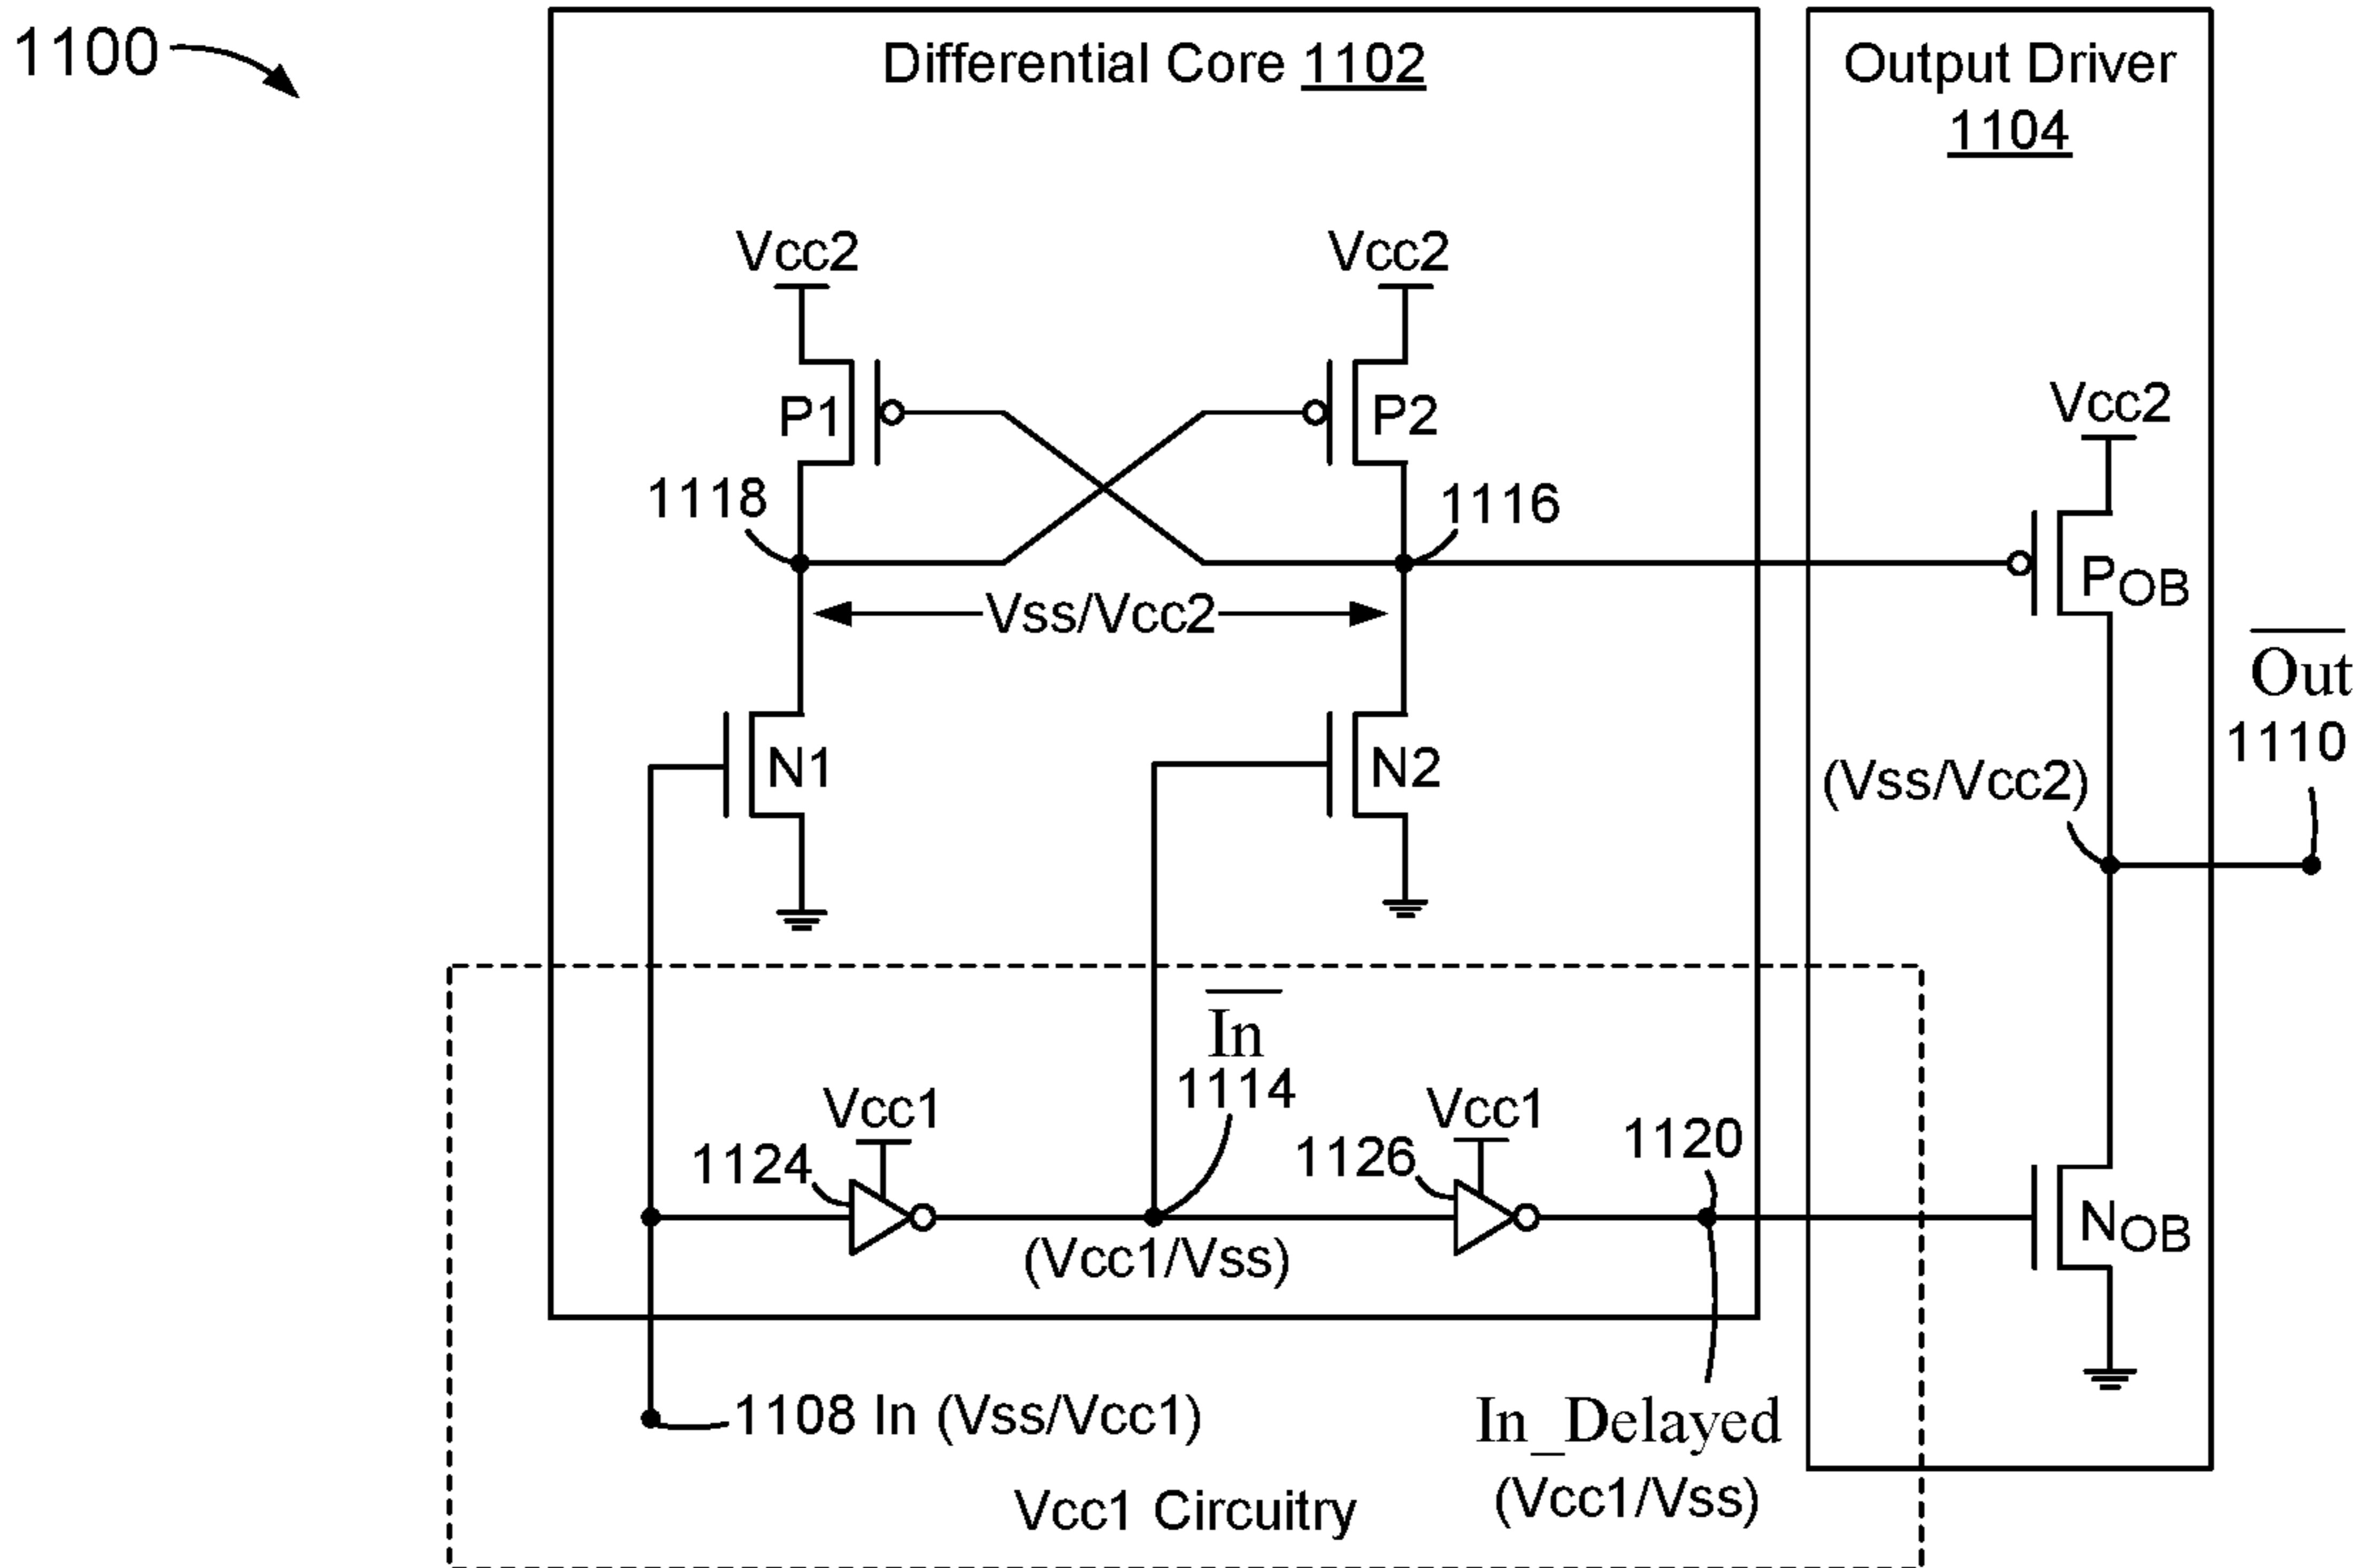 1100
Differential Core 1102
Output Driver
1104
Vcc2
Vcc2
Vcc2
P1
P2
1118
1116
POB
Vss/Vcc2
Out
1110
N1
N2
(Vss/Vcc2)
In
1114
Vcc1
Vcc1
1124
1126
1120
NOB
(Vcc1/Vss)
1108 In (Vss/Vcc1)
In_Delayed
(Vcc1/Vss)
Vcc1 Circuitry